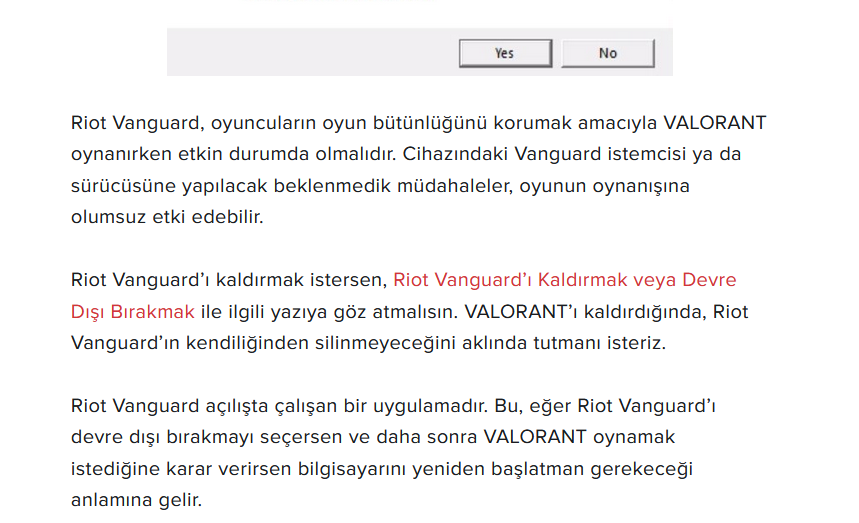 Yes No
Riot Vanguard, oyuncuların oyun bütünlüğünü korumak amacıyla VALORANT
oynanırken etkin durumda olmalıdır. Cihazındaki Vanguard istemcisi ya da
sürücüsüne yapılacak beklenmedik müdahaleler, oyunun oynanışına
olumsuz etki edebilir.
Riot Vanguard’ı kaldırmak istersen, Riot Vanguard’ı Kaldırmak veya Devre
Dışı Bırakmak ile ilgili yazıya göz atmalısın. VALORANT’ı kaldırdığında, Riot
Vanguard’ın kendiliğinden silinmeyeceğini aklında tutmanı isteriz.
Riot Vanguard açılışta çalışan bir uygulamadır. Bu, eğer Riot Vanguard’ı
devre dışı bırakmayı seçersen ve daha sonra VALORANT oynamak
istediğine karar verirsen bilgisayarını yeniden başlatman gerekeceği
anlamına gelir.